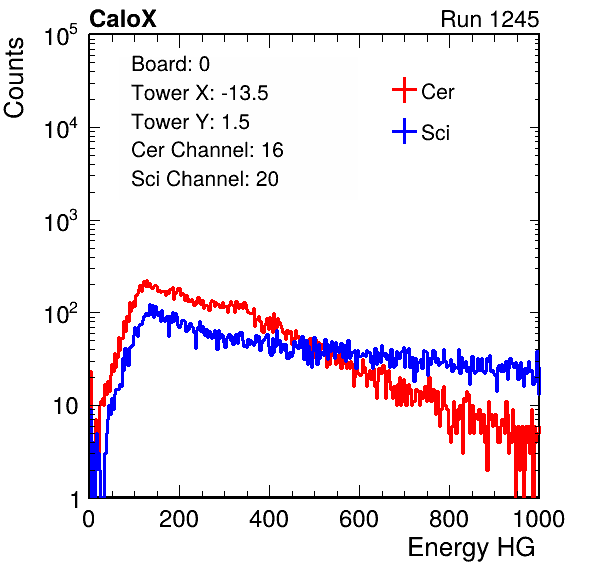 CaloX Run 1245
Counts
10^5
10^4
10^3
10^2
10
1
Board: 0
Tower X: -13.5
Tower Y: 1.5
Cer Channel: 16
Sci Channel: 20
Cer
Sci
0 200 400 600 800 1000
Energy HG